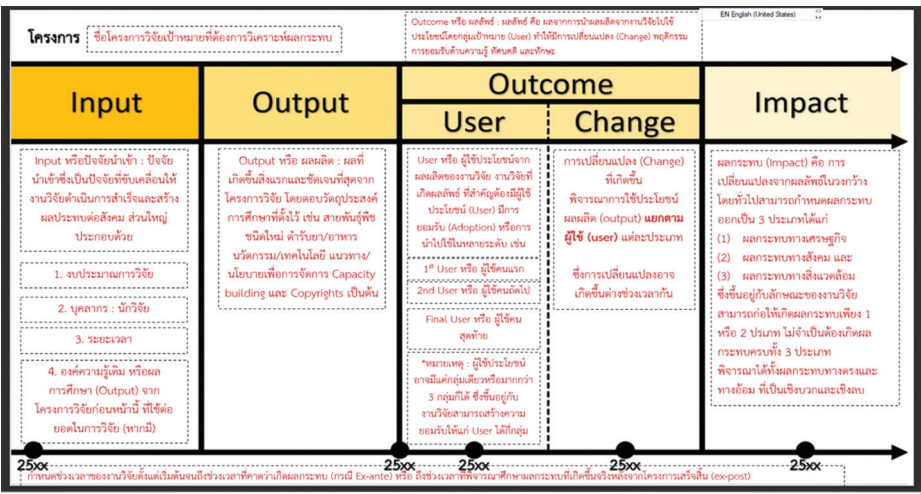 โครงการ
ชื่อโครงการวิจัยเป้าหมายที่ต้องการวิเคราะห์ผลกระทบ
Outcome หรือ ผลลัพธ์ : ผลลัพธ์ คือ ผลจากการนำผลผลิตจากงานวิจัยไปใช้
ประโยชน์โดยกลุ่มเป้าหมาย (User) ทำให้มีการเปลี่ยนแปลง (Change) พฤติกรรม
การยอมรับด้านความรู้ ทัศนคติ และทักษะ
EN English (United States)
Input
Output
Outcome
User
Change
Impact
Input หรือปัจจัยนำเข้า : ปัจจัย
นำเข้าซึ่งเป็นปัจจัยที่ขับเคลื่อนให้
งานวิจัยดำเนินการสำเร็จและสร้าง
ผลประทบต่อสังคม ส่วนใหญ่
ประกอบด้วย
1. งบประมาณการวิจัย
2. บุคลากร : นักวิจัย
3. ระยะเวลา
4. องค์ความรู้เดิม หรือผล
การศึกษา (Output) จาก
โครงการวิจัยก่อนหน้านี้ ที่ใช้ต่อ
ยอดในการวิจัย (หากมี)
Output หรือ ผลผลิต : ผลที่
เกิดขึ้นสิ่งแรกและชัดเจนที่สุดจาก
โครงการวิจัย โดยตอบวัตถุประสงค์
การศึกษาที่ตั้งไว้ เช่น สายพันธุ์พืช
ชนิดใหม่ ตำรับยา/อาหาร
นวัตกรรม/เทคโนโลยี แนวทาง/
นโยบายเพื่อการจัดการ Capacity
building และ Copyrights เป็นต้น
User หรือ ผู้ใช้ประโยชน์จาก
ผลผลิตของงานวิจัย งานวิจัยที่
เกิดผลลัพธ์ ที่สำคัญต้องมีผู้ใช้
ประโยชน์ (User) มีการ
ยอมรับ (Adoption) หรือการ
นำไปใช้ในหลายระดับ เช่น
1st User หรือ ผู้ใช้คนแรก
2nd User หรือ ผู้ใช้คนถัดไป
Final User หรือ ผู้ใช้คน
สุดท้าย
*หมายเหตุ : ผู้ใช้ประโยชน์
อาจมีแค่กลุ่มเดียวหรือมากกว่า
3 กลุ่มก็ได้ ซึ่งขึ้นอยู่กับ
งานวิจัยสามารถสร้างความ
ยอมรับให้แก่ User ได้กี่กลุ่ม
การเปลี่ยนแปลง (Change)
ที่เกิดขึ้น
พิจารณาการใช้ประโยชน์
ผลผลิต (output) แยกตาม
ผู้ใช้ (user) แต่ละประเภท
ซึ่งการเปลี่ยนแปลงอาจ
เกิดขึ้นต่างช่วงเวลากัน
ผลกระทบ (Impact) คือ การ
เปลี่ยนแปลงจากผลลัพธ์ในวงกว้าง
โดยทั่วไปสามารถกำหนดผลกระทบ
ออกเป็น 3 ประเภทได้แก่
(1) ผลกระทบทางเศรษฐกิจ
(2) ผลกระทบทางสังคม และ
(3) ผลกระทบทางสิ่งแวดล้อม
ซึ่งขึ้นอยู่กับลักษณะของงานวิจัย
สามารถก่อให้เกิดผลกระทบเพียง 1
หรือ 2 ปรเภท ไม่จำเป็นต้องเกิดผล
กระทบครบทั้ง 3 ประเภท
พิจารณาได้ทั้งผลกระทบทางตรงและ
ทางอ้อม ที่เป็นเชิงบวกและเชิงลบ
25xx
25xx
25xx
25xx
25xx
กำหนดช่วงเวลาของงานวิจัยตั้งแต่เริ่มต้นจนถึงช่วงเวลาที่คาดว่าเกิดผลกระทบ (กรณี Ex-ante) หรือ ถึงช่วงเวลาที่พิจารณาศึกษาผลกระทบที่เกิดขึ้นจริงหลังจากโครงการเสร็จสิ้น (ex-post)